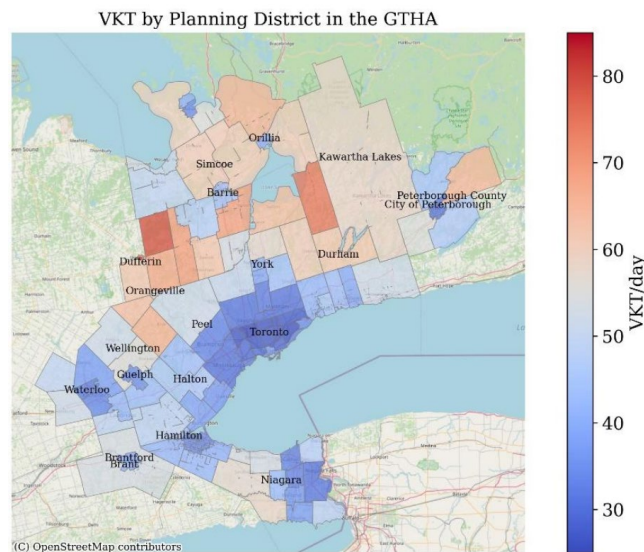 VKT by Planning District in the GTHA
Orillia
Simcoe
Kawartha Lakes
Barrie
Peterborough County
City of Peterborough
Dufferin
York
Durham
Orangeville
Peel
Toronto
Wellington
Guelph
Halton
Waterloo
Hamilton
Brantford
Brant
Niagara
(C) OpenStreetMap contributors
80
70
60
50
40
30
VKT/day